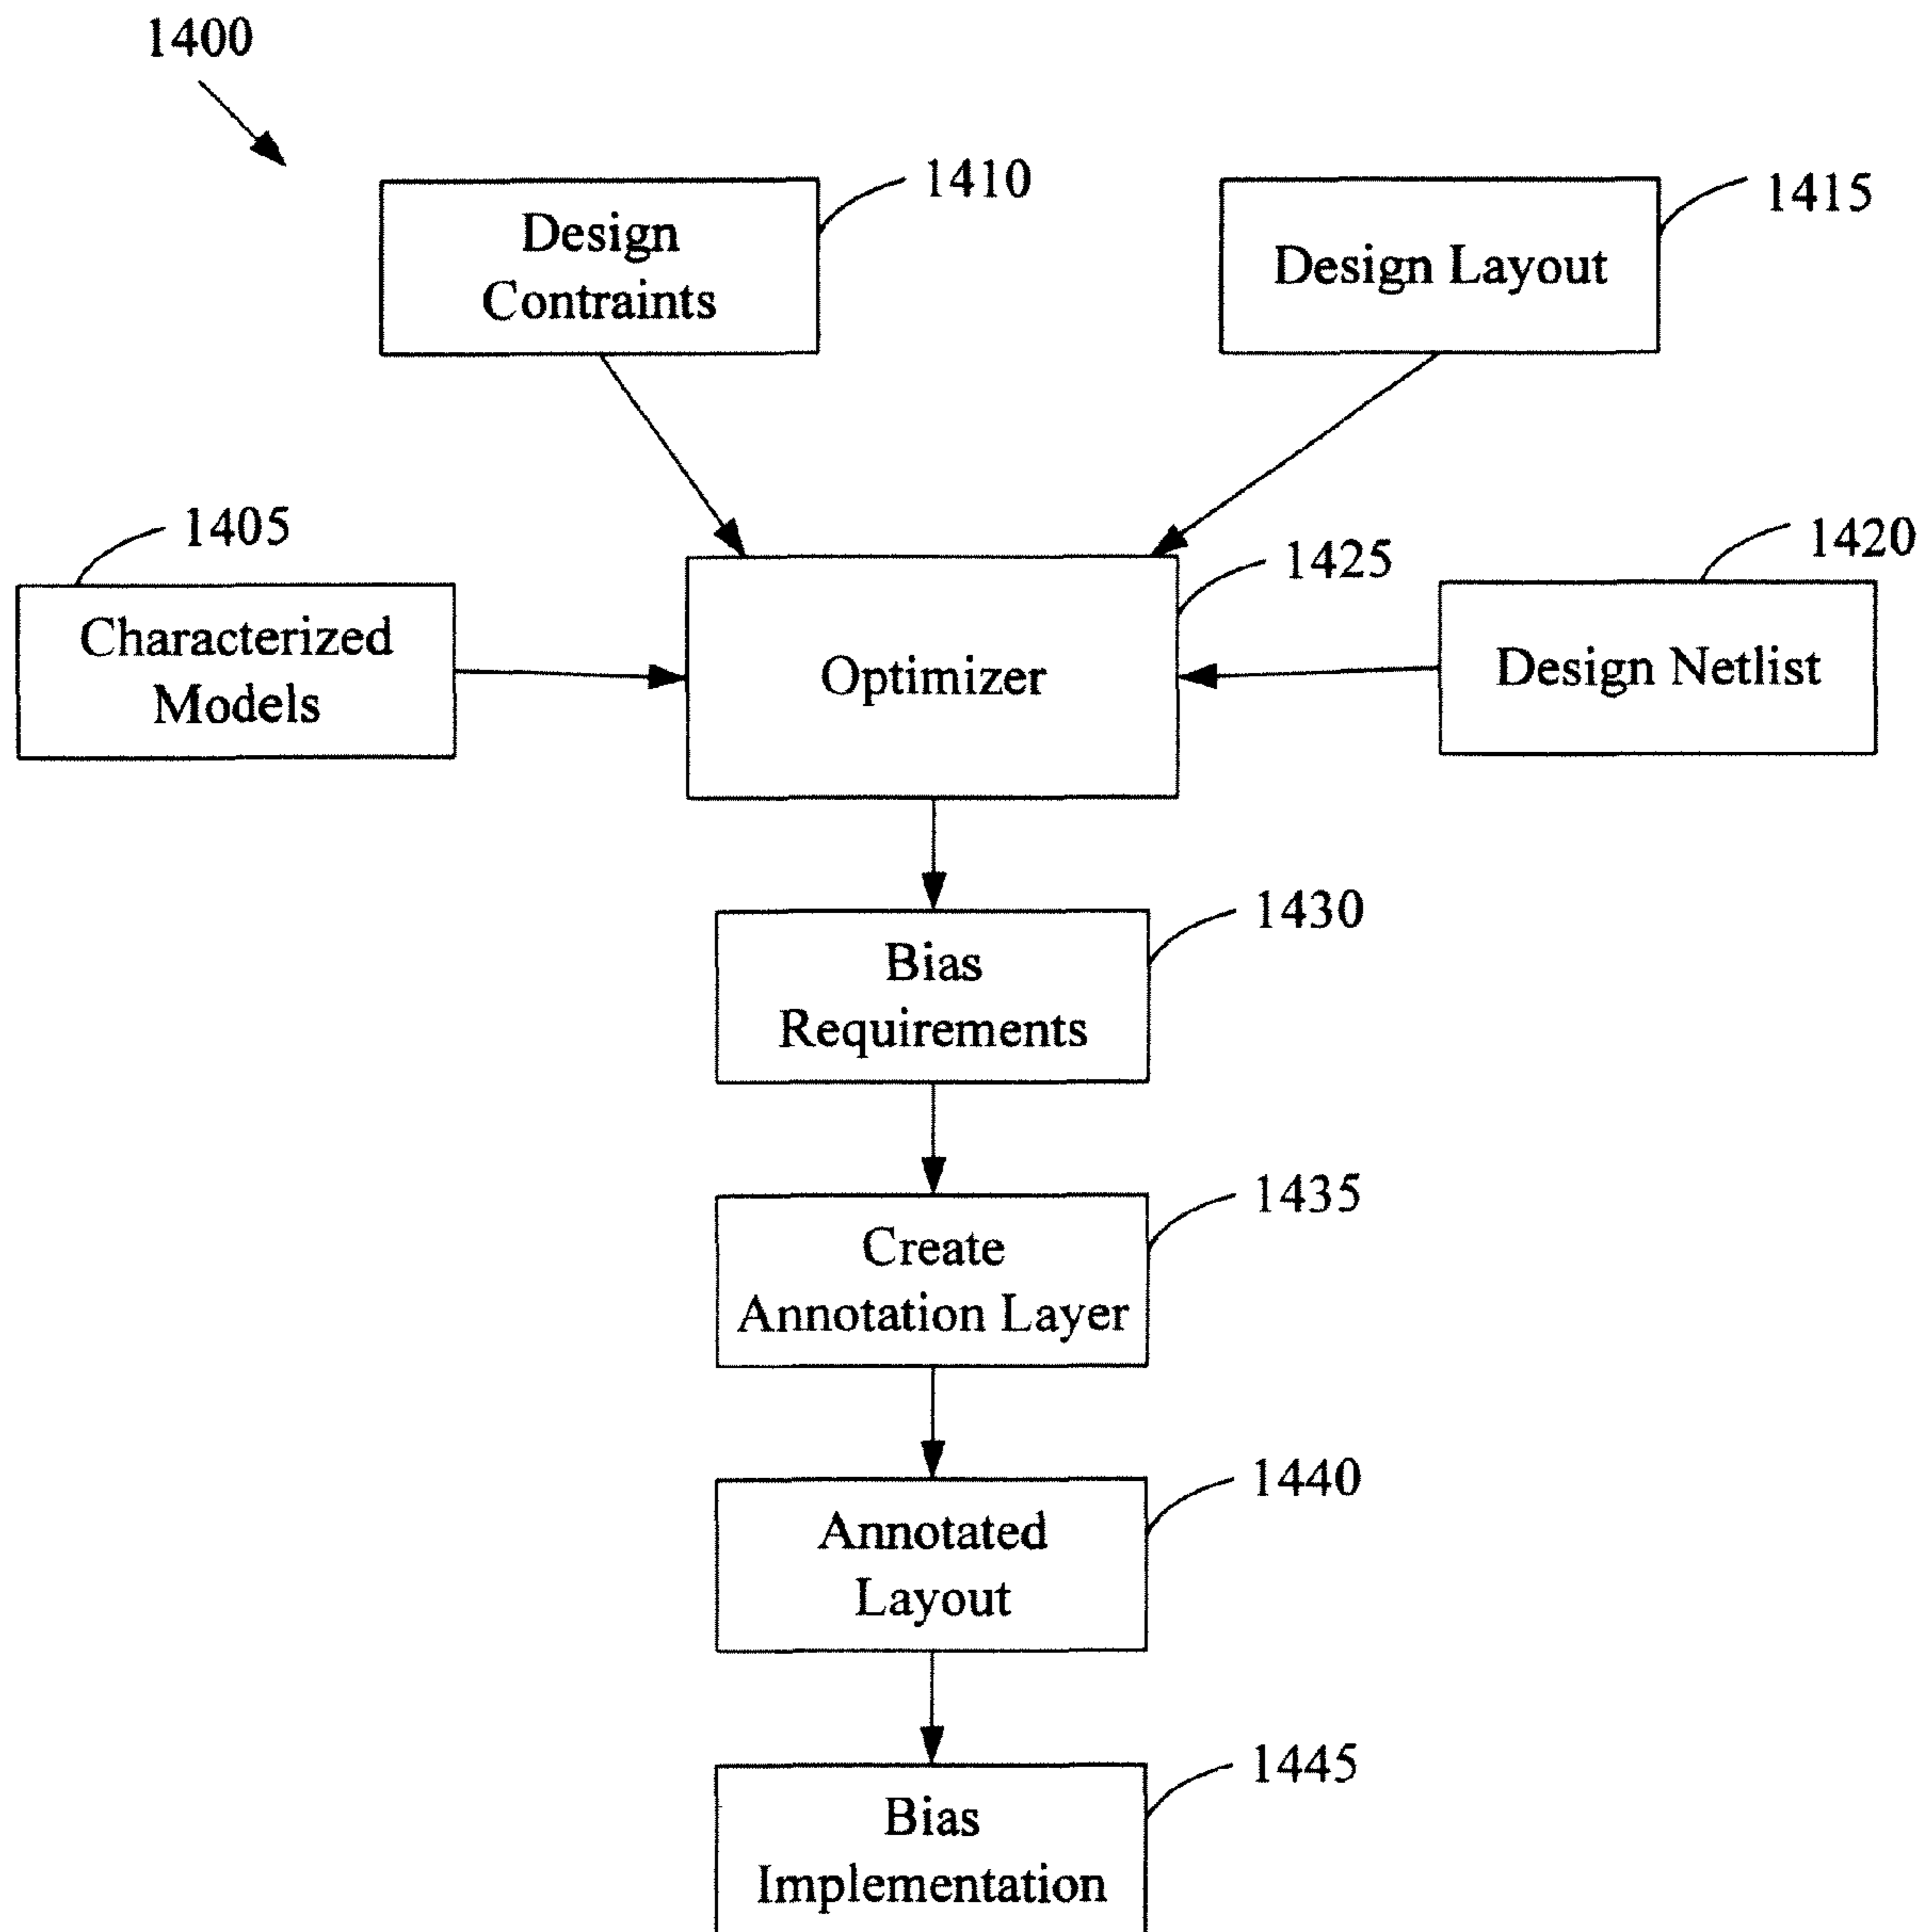 1400
1410
Design
Contraints
1415
Design Layout
1405
Characterized
Models
1425
Optimizer
1420
Design Netlist
1430
Bias
Requirements
1435
Create
Annotation Layer
1440
Annotated
Layout
1445
Bias
Implementation